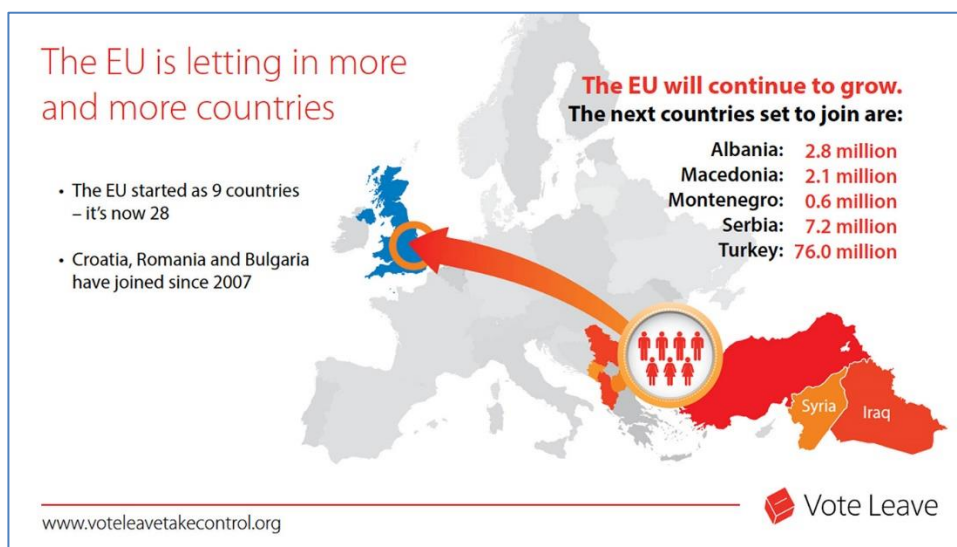 The EU is letting in more
and more countries
• The EU started as 9 countries
– it's now 28
• Croatia, Romania and Bulgaria
have joined since 2007
The EU will continue to grow.
The next countries set to join are:
Albania: 2.8 million
Macedonia: 2.1 million
Montenegro: 0.6 million
Serbia: 7.2 million
Turkey: 76.0 million
Syria
Iraq
www.voteleavetakecontrol.org
Vote Leave